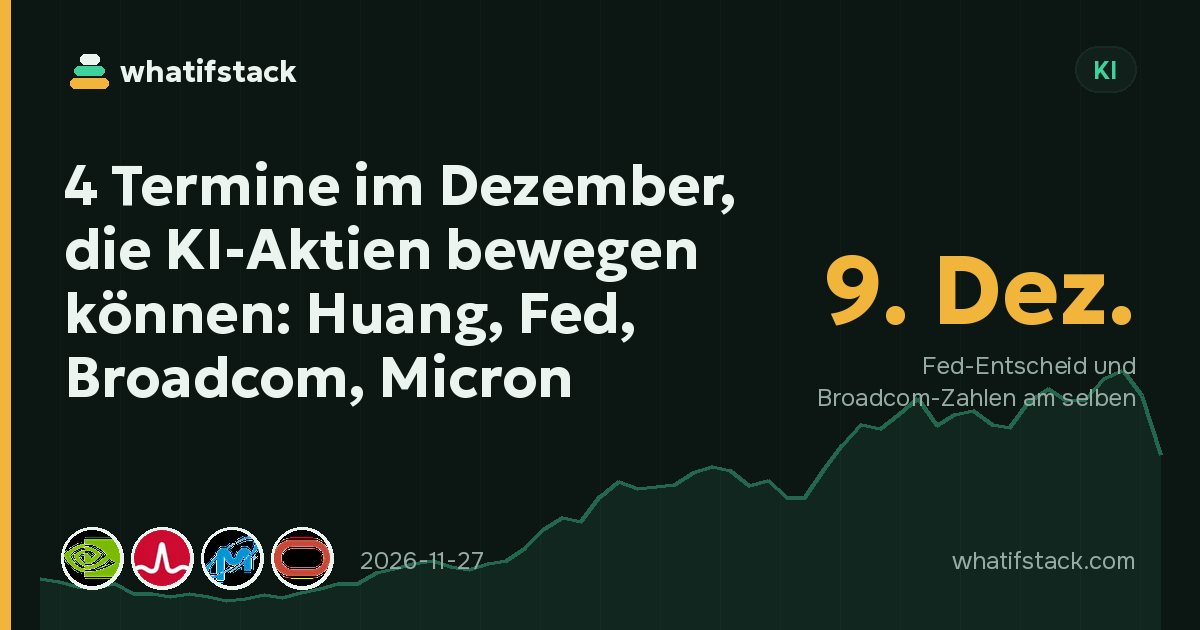 whatifstack
KI
4 Termine im Dezember,
die KI-Aktien bewegen
können: Huang, Fed,
Broadcom, Micron
9. Dez.
Fed-Entscheid und
Broadcom-Zahlen am selben
2026-11-27
whatifstack.com